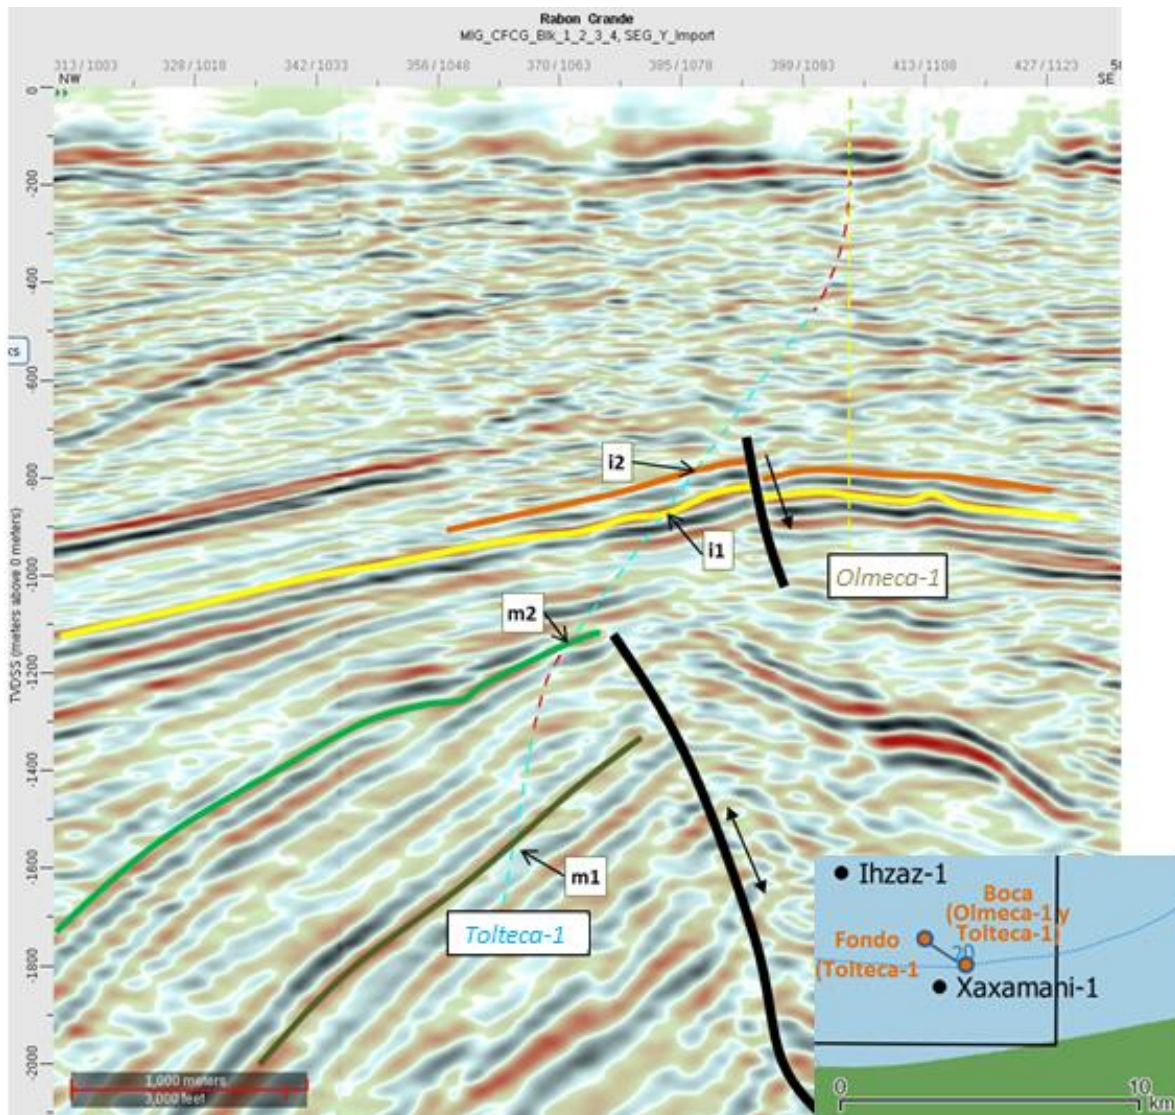 Rabon Grande
MIG_CFCG_Blk_1_2_3_4, SEG_Y_Import
313/1003 328/1018 342/1033 356/1048 370/1063 385/1078 399/1093 413/1108 427/1123
NW SE
0
-200
-400
-600
-800
-1000
-1200
-1400
-1600
-1800
-2000
TVDSS (meters above 0 meters)
cs
i2
i1
Olmeca-1
m2
m1
Tolteca-1
1,000 meters
3,000 feet
Ihzaz-1
Boca
(Olmeca-1 y
Tolteca-1)
Fondo
(Tolteca-1
20
Xaxamani-1
0 10
km